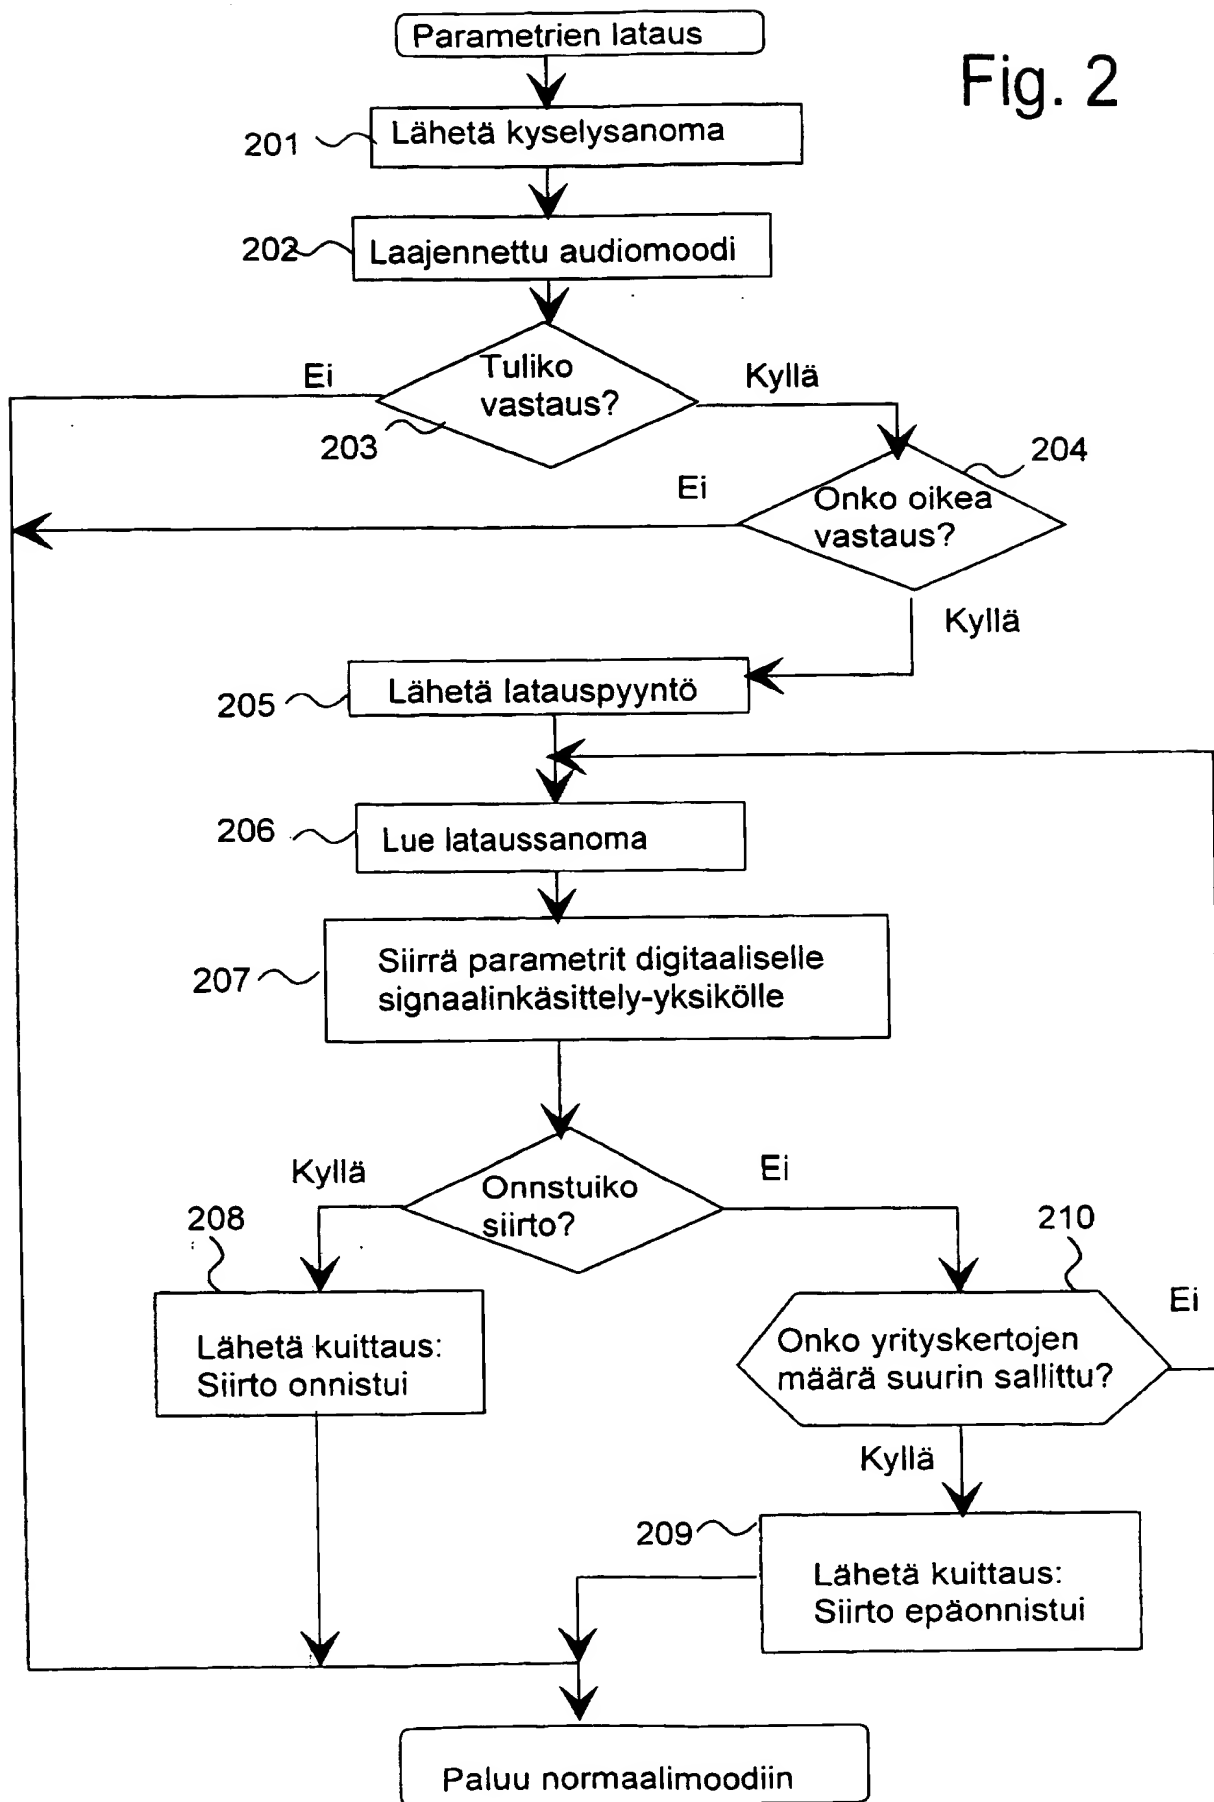 Parametrien lataus
Fig. 2
201
Lähetä kyselysanoma
202
Laajennettu audiomoodi
Ei
Tuliko
vastaus?
Kyllä
203
204
Ei
Onko oikea
vastaus?
Kyllä
205
Lähetä latauspyyntö
206
Lue lataussanoma
207
Siirrä parametrit digitaaliselle
signaalinkäsittely-yksikölle
Kyllä
Onnstuiko
siirto?
Ei
208
210
Ei
Lähetä kuittaus:
Siirto onnistui
Onko yrityskertojen
määrä suurin sallittu?
Kyllä
209
Lähetä kuittaus:
Siirto epäonnistui
Paluu normaalimoodiin